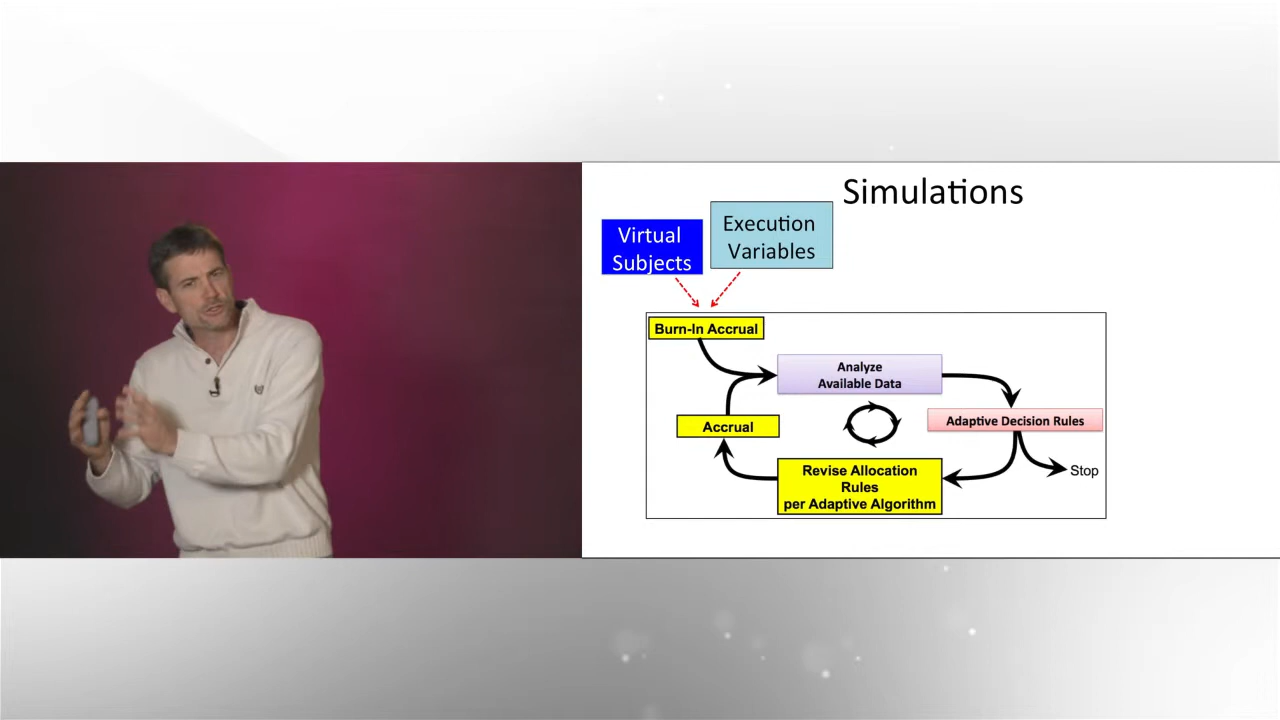 Simulations
Virtual
Subjects
Execution
Variables
Burn-In Accrual
Analyze
Available Data
Accrual
Adaptive Decision Rules
Revise Allocation
Rules
per Adaptive Algorithm
Stop